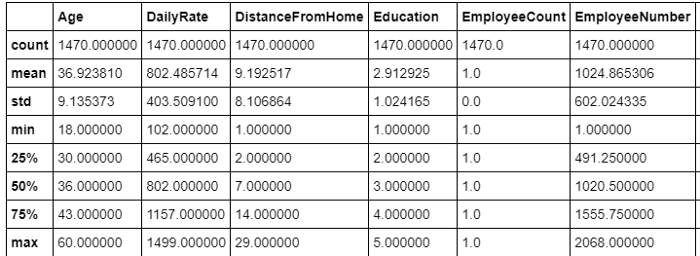 Age DailyRate DistanceFromHome Education EmployeeCount EmployeeNumber
count 1470.000000 1470.000000 1470.000000 1470.000000 1470.0 1470.000000
mean 36.923810 802.485714 9.192517 2.912925 1.0 1024.865306
std 9.135373 403.509100 8.106864 1.024165 0.0 602.024335
min 18.000000 102.000000 1.000000 1.000000 1.0 1.000000
25% 30.000000 465.000000 2.000000 2.000000 1.0 491.250000
50% 36.000000 802.000000 7.000000 3.000000 1.0 1020.500000
75% 43.000000 1157.000000 14.000000 4.000000 1.0 1555.750000
max 60.000000 1499.000000 29.000000 5.000000 1.0 2068.000000